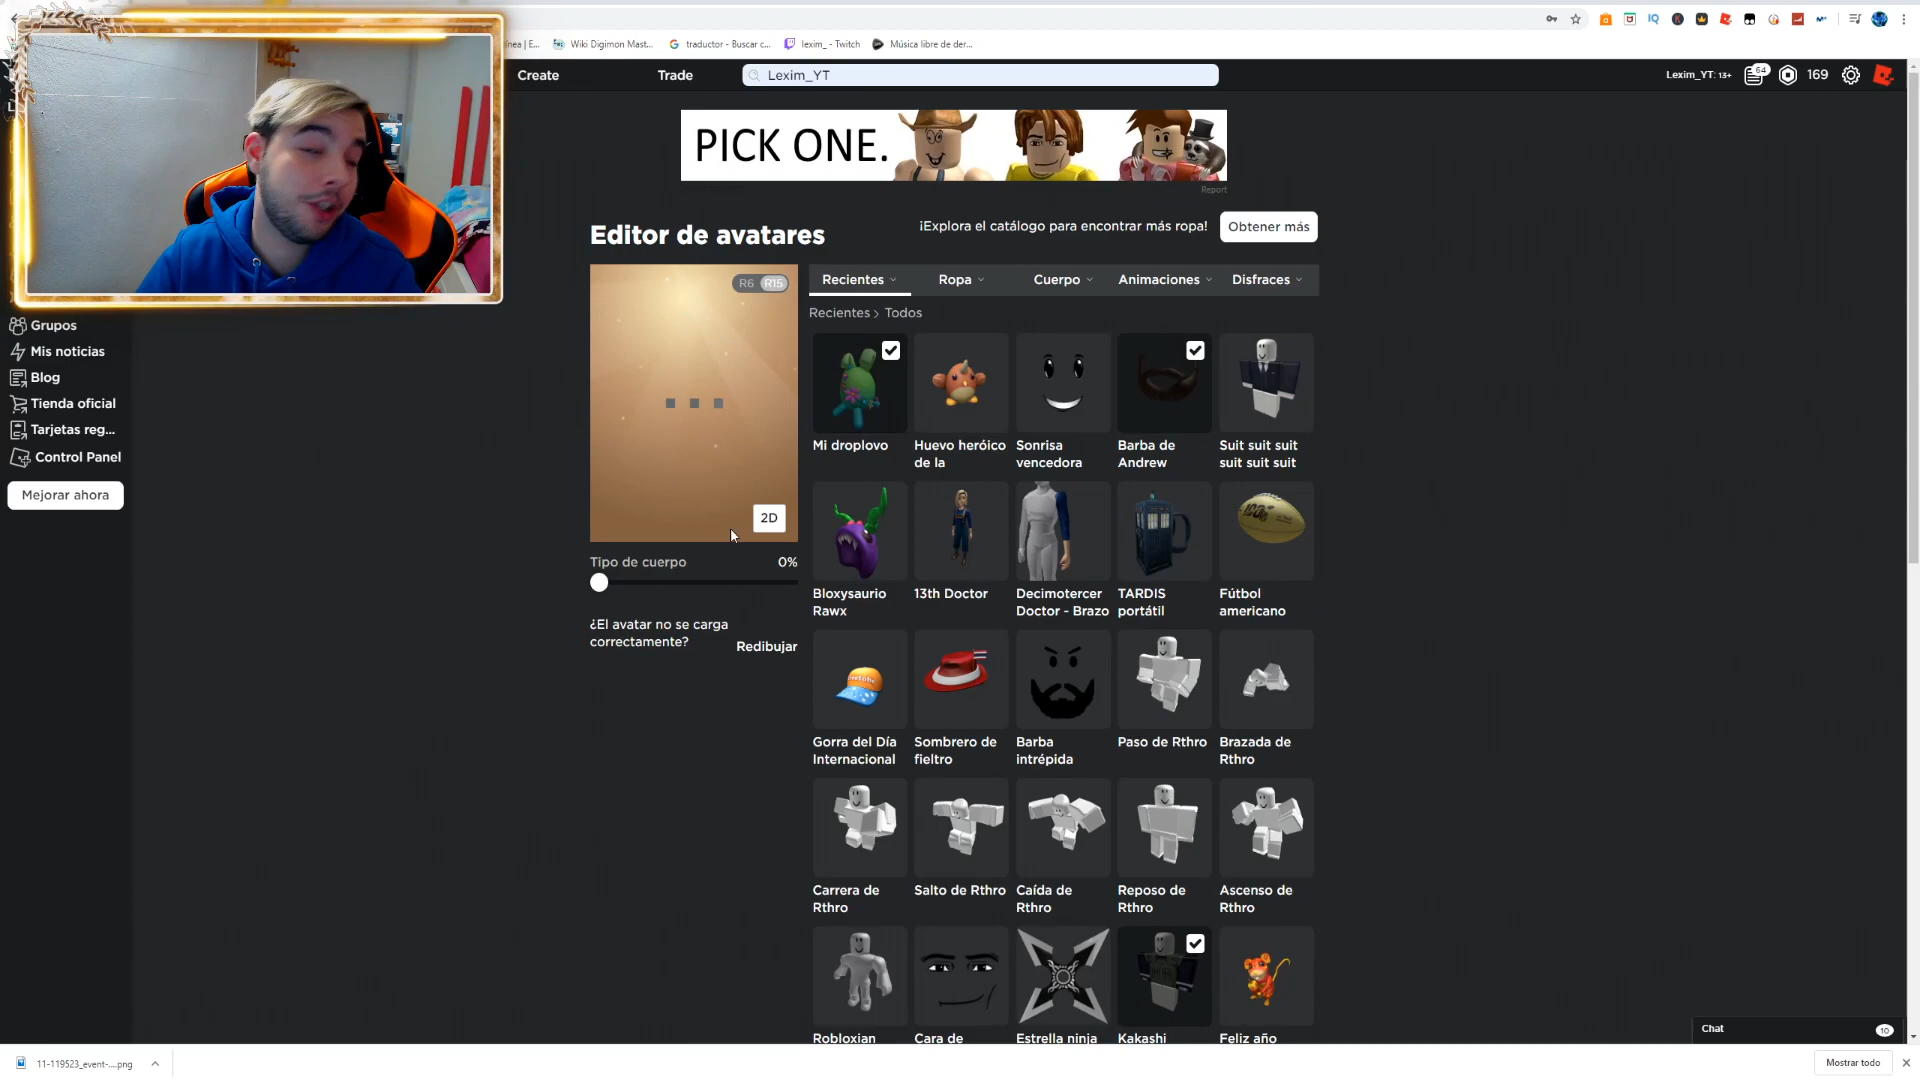 ínea | E...
Wiki Digimon Mast...
traductor - Buscar c...
lexim_ - Twitch
Música libre de der...
Create
Trade
Lexim_YT
Lexim_YT: 13+
64
169
PICK ONE.
Report
Editor de avatares
¡Explora el catálogo para encontrar más ropa!
Obtener más
R6 R15
2D
Tipo de cuerpo
0%
¿El avatar no se carga
correctamente?
Redibujar
Recientes
Ropa
Cuerpo
Animaciones
Disfraces
Recientes > Todos
Mi droplovo
Huevo heróico
de la
Sonrisa
vencedora
Barba de
Andrew
Suit suit suit
suit suit suit
Bloxysaurio
Rawx
13th Doctor
Decimotercer
Doctor - Brazo
TARDIS
portátil
Fútbol
americano
Gorra del Día
Internacional
Sombrero de
fieltro
Barba
intrépida
Paso de Rthro
Brazada de
Rthro
Carrera de
Rthro
Salto de Rthro
Caída de
Rthro
Reposo de
Rthro
Ascenso de
Rthro
Robloxian
Cara de
Estrella ninja
Kakashi
Feliz año
Grupos
Mis noticias
Blog
Tienda oficial
Tarjetas reg...
Control Panel
Mejorar ahora
Chat
10
11-119523_event-....png
Mostrar todo